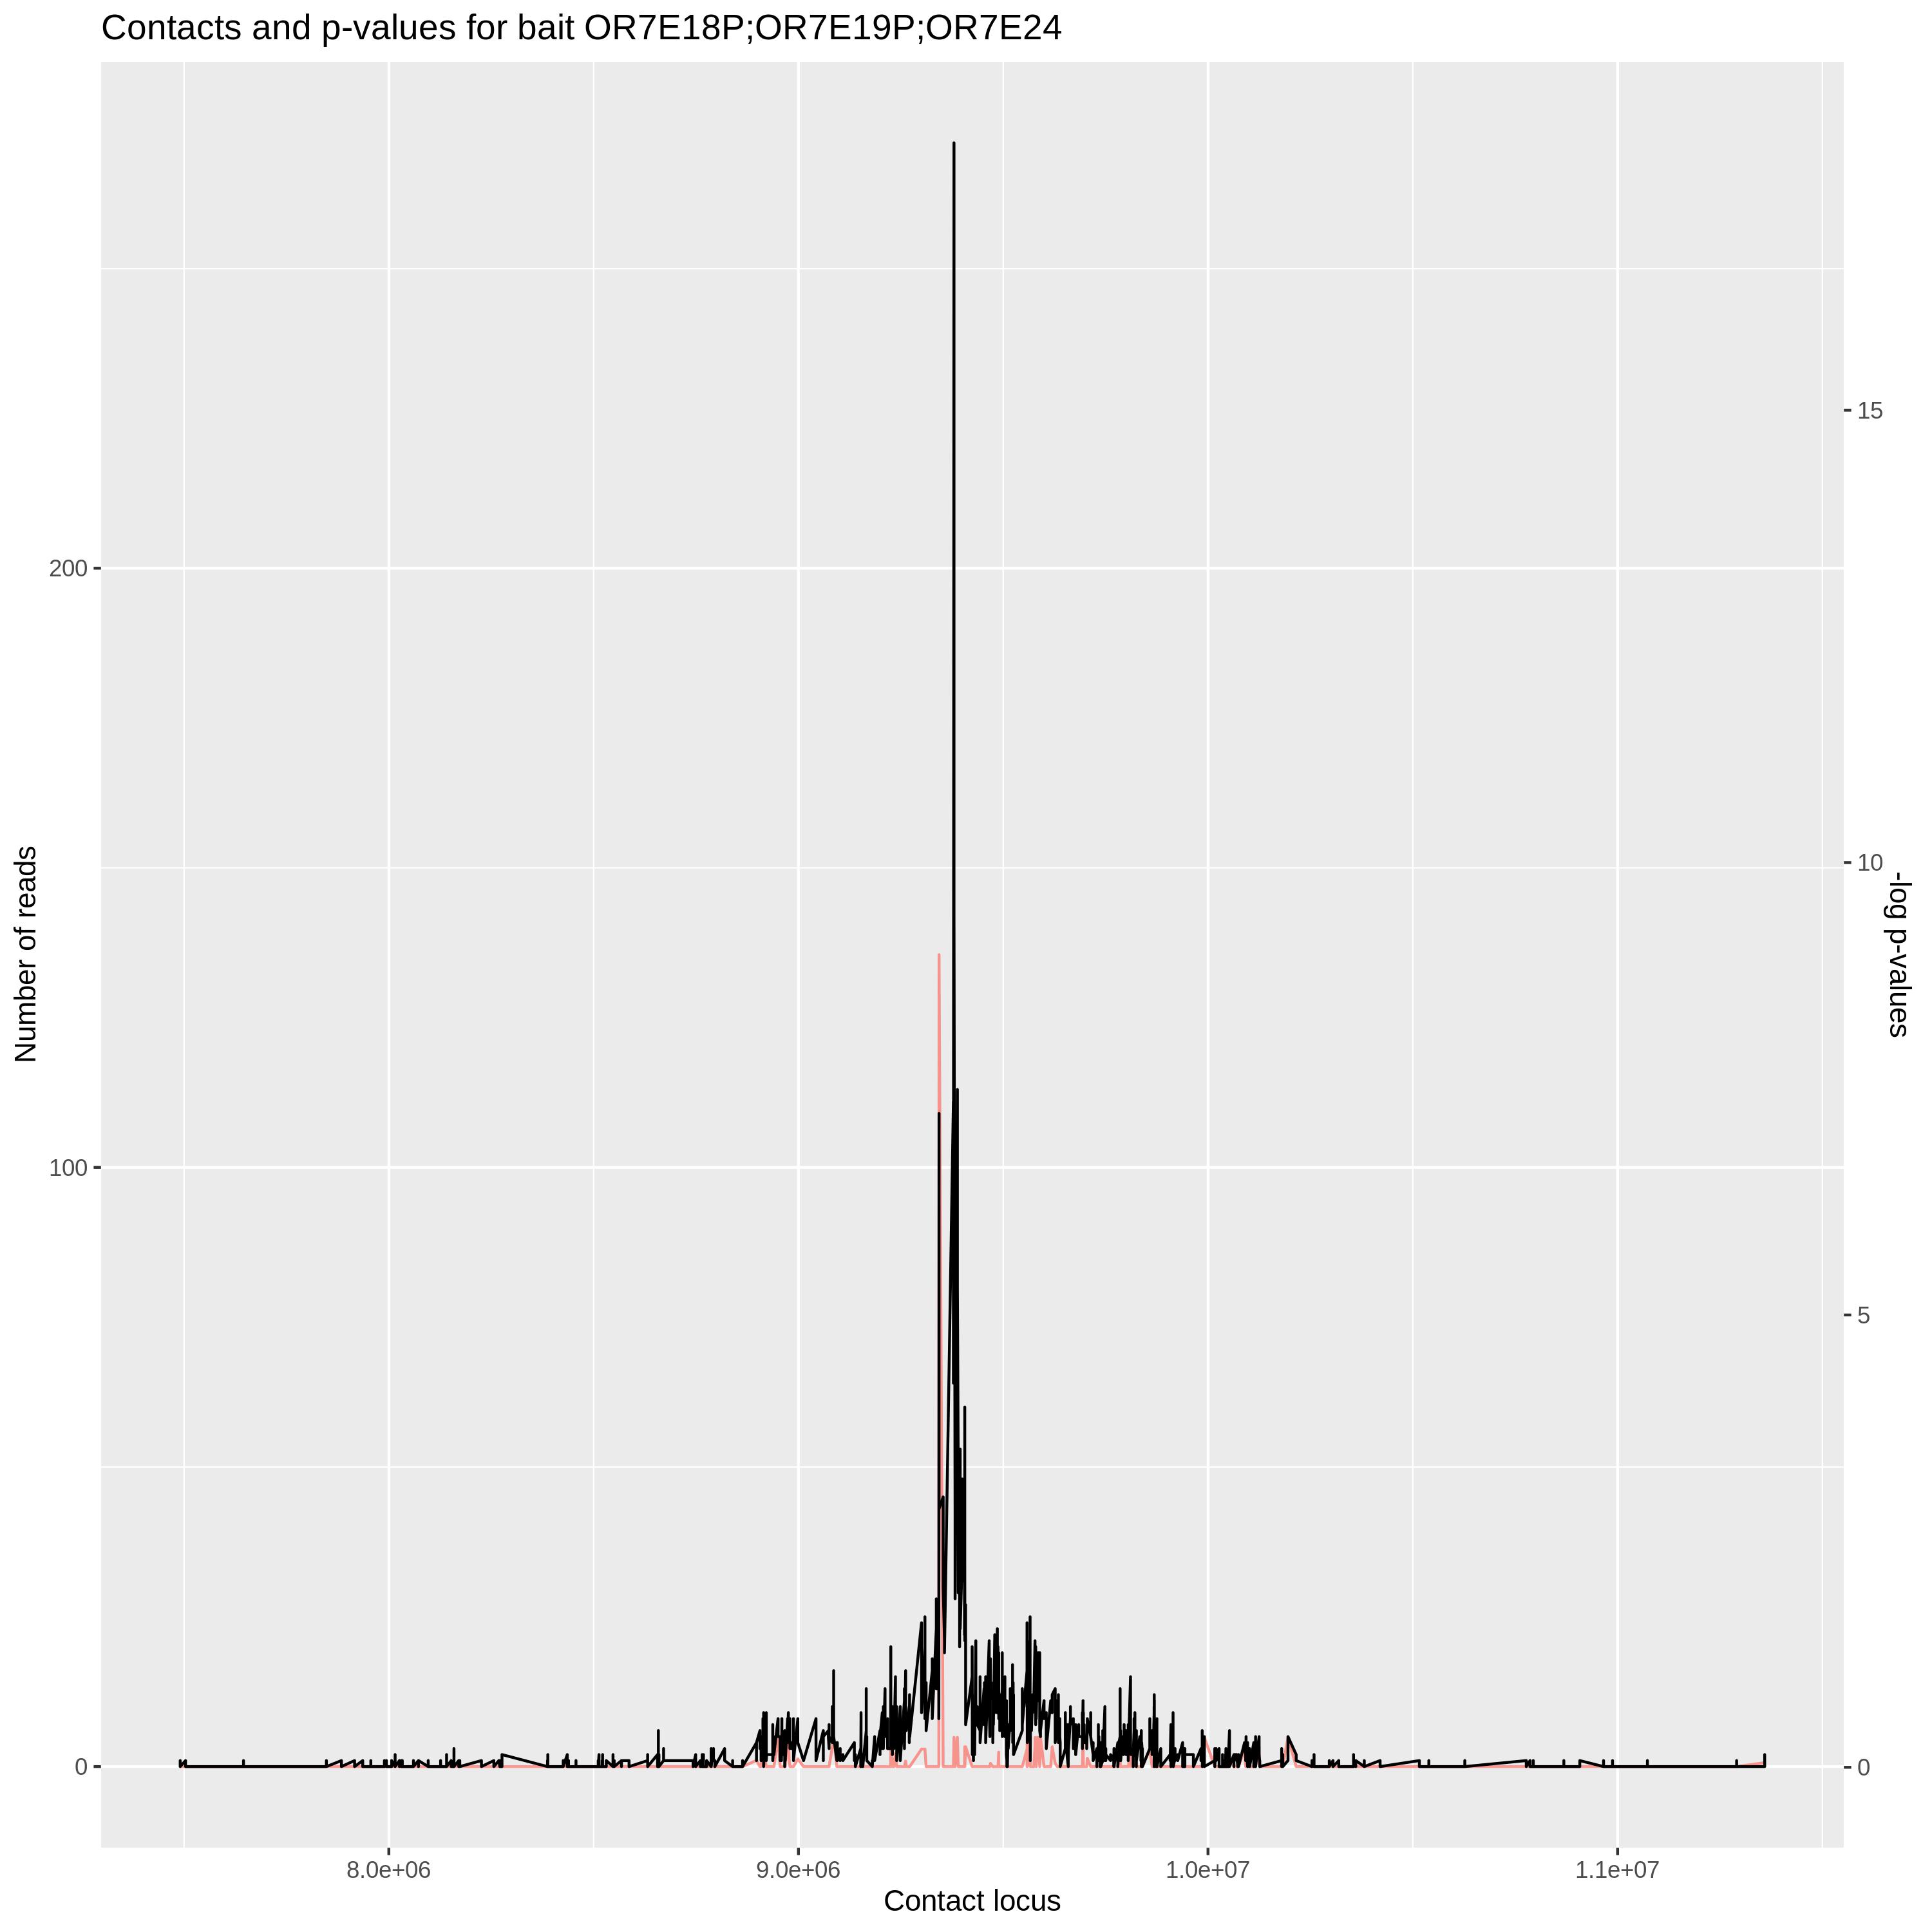 Contacts and p-values for bait OR7E18P;OR7E19P;OR7E24
200
100
0
Number of reads
15
10
5
0
-log p-values
8.0e+06
9.0e+06
1.0e+07
1.1e+07
Contact locus